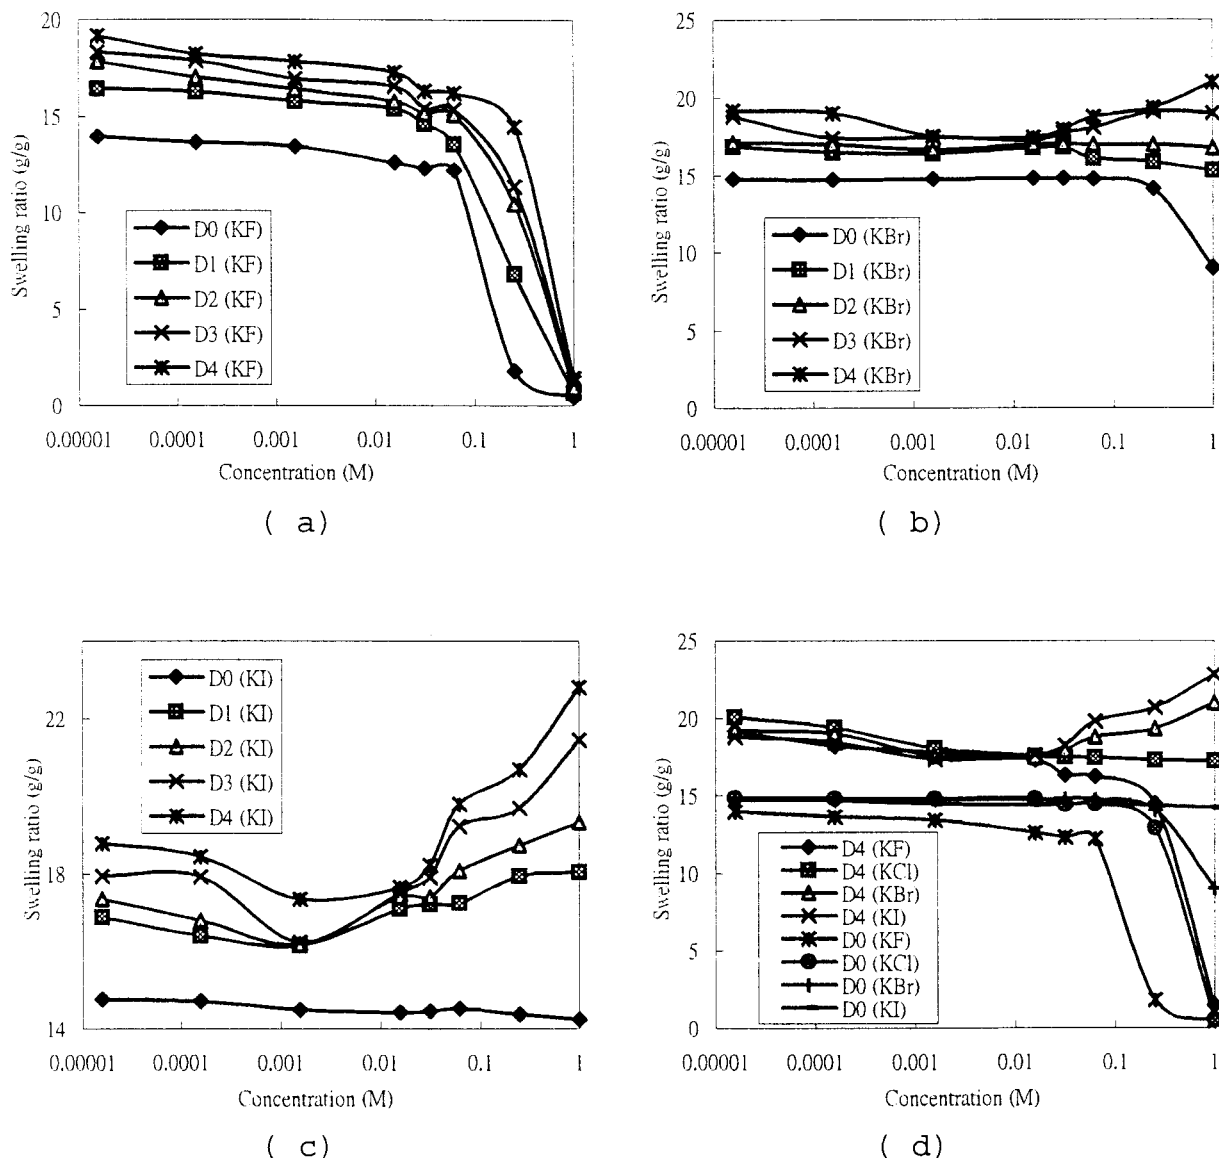 20
15
10
5
0
Swelling ratio (g/g)
D0 (KF)
D1 (KF)
D2 (KF)
D3 (KF)
D4 (KF)
0.00001 0.0001 0.001 0.01 0.1 1
Concentration (M)
( a)
25
20
15
10
5
0
Swelling ratio (g/g)
D0 (KBr)
D1 (KBr)
D2 (KBr)
D3 (KBr)
D4 (KBr)
0.00001 0.0001 0.001 0.01 0.1 1
Concentration (M)
( b)
22
18
14
Swelling ratio (g/g)
D0 (KI)
D1 (KI)
D2 (KI)
D3 (KI)
D4 (KI)
0.00001 0.0001 0.001 0.01 0.1 1
Concentration (M)
( c)
25
20
15
10
5
0
Swelling ratio (g/g)
D4 (KF)
D4 (KCl)
D4 (KBr)
D4 (KI)
D0 (KF)
D0 (KCl)
D0 (KBr)
D0 (KI)
0.00001 0.0001 0.001 0.01 0.1 1
Concentration (M)
( d)